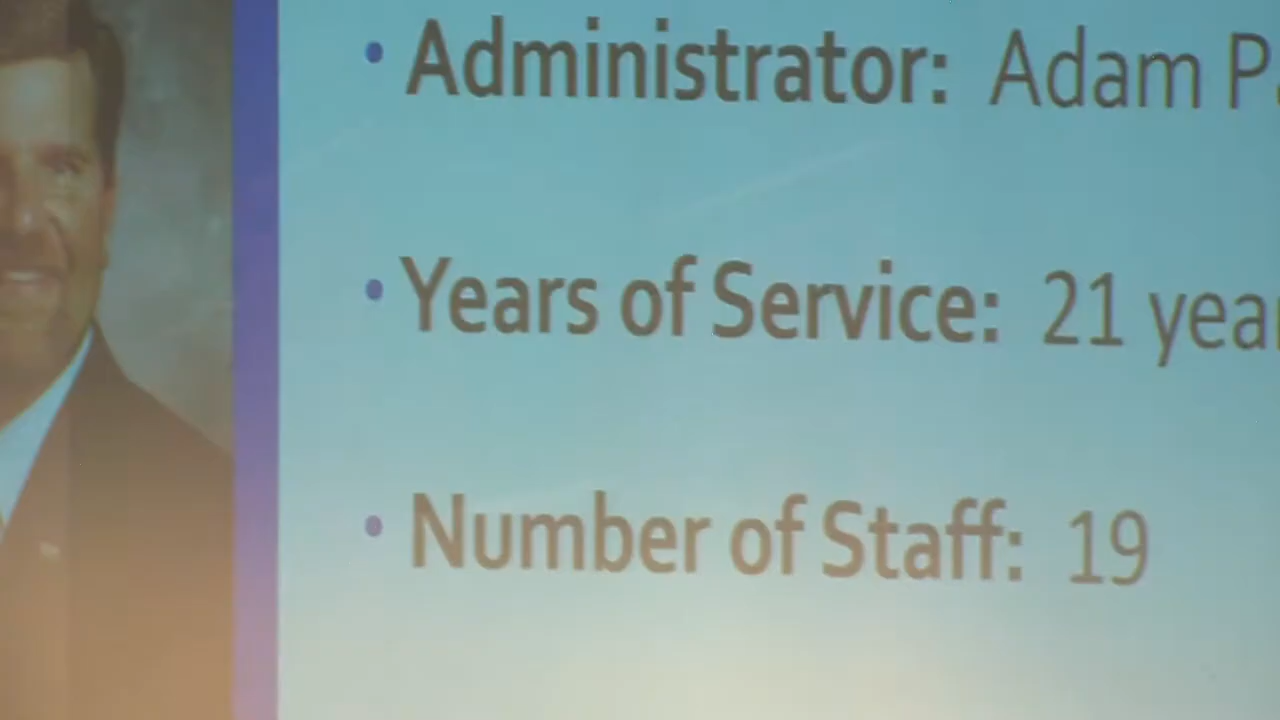 • Administrator: Adam
• Years of Service: 21
• Number of Staff: 19